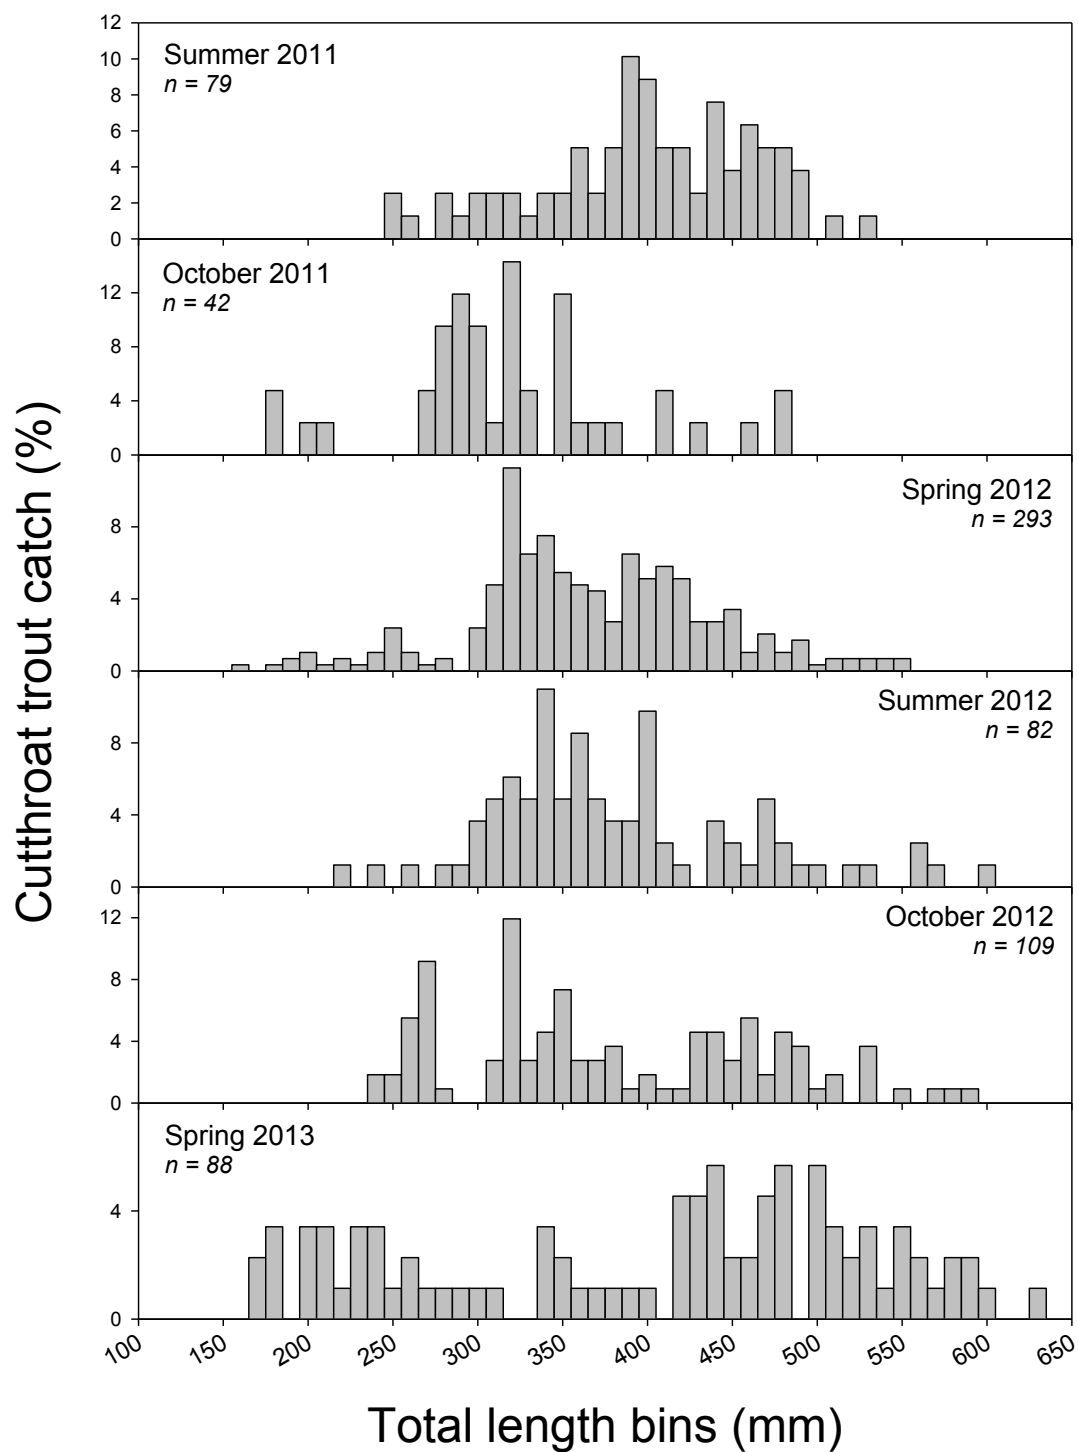 12
10
8
6
4
2
0
Summer 2011
n = 79
12
8
4
0
October 2011
n = 42
8
4
0
Spring 2012
n = 293
8
4
0
Summer 2012
n = 82
12
8
4
0
October 2012
n = 109
4
0
Spring 2013
n = 88
Cutthroat trout catch (%)
100 150 200 250 300 350 400 450 500 550 600 650
Total length bins (mm)